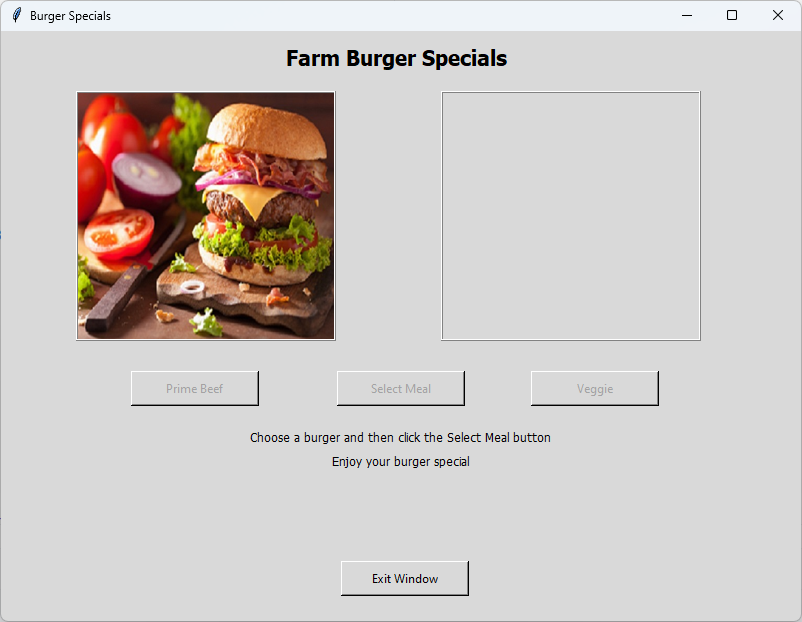 Burger Specials
Farm Burger Specials
Prime Beef
Select Meal
Veggie
Choose a burger and then click the Select Meal button
Enjoy your burger special
Exit Window